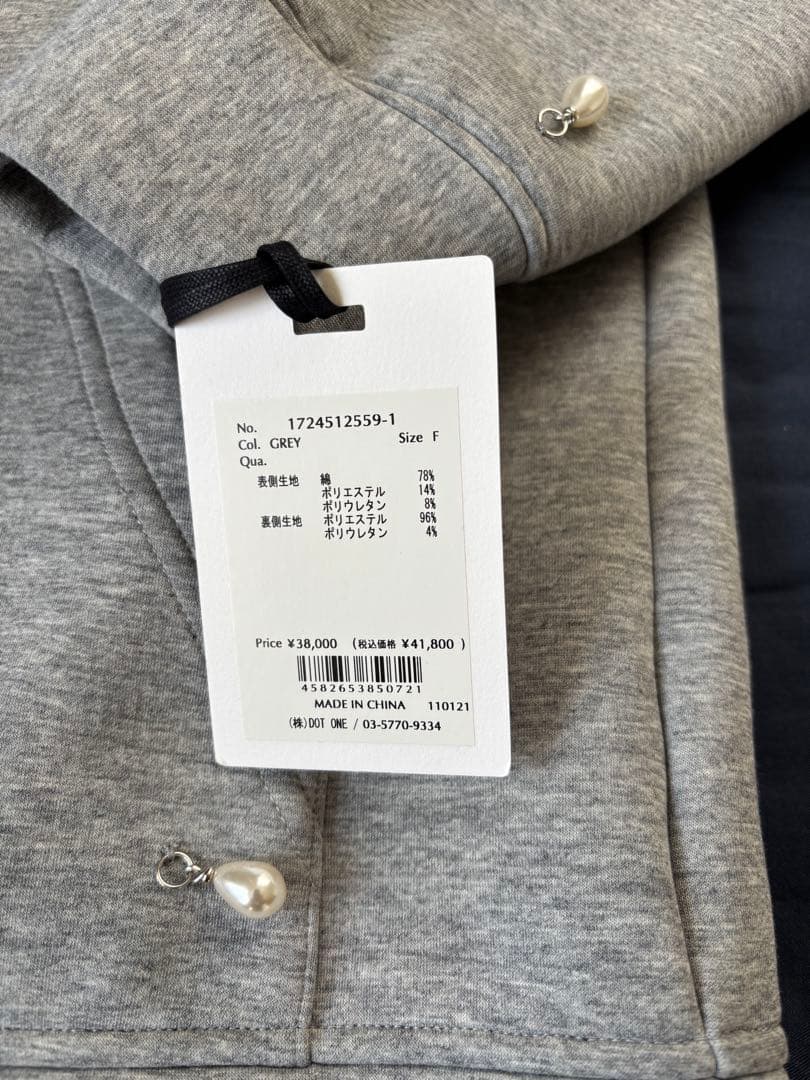 No. 1724512559-1
Col. GREY Size F
Qua.
表側生地 綿 78%
ポリエステル 14%
ポリウレタン 8%
裏側生地 ポリエステル 96%
ポリウレタン 4%
Price ¥38,000 (税込価格 ¥41,800 )
4582653850721
MADE IN CHINA 110121
(株)DOT ONE / 03-5770-9334